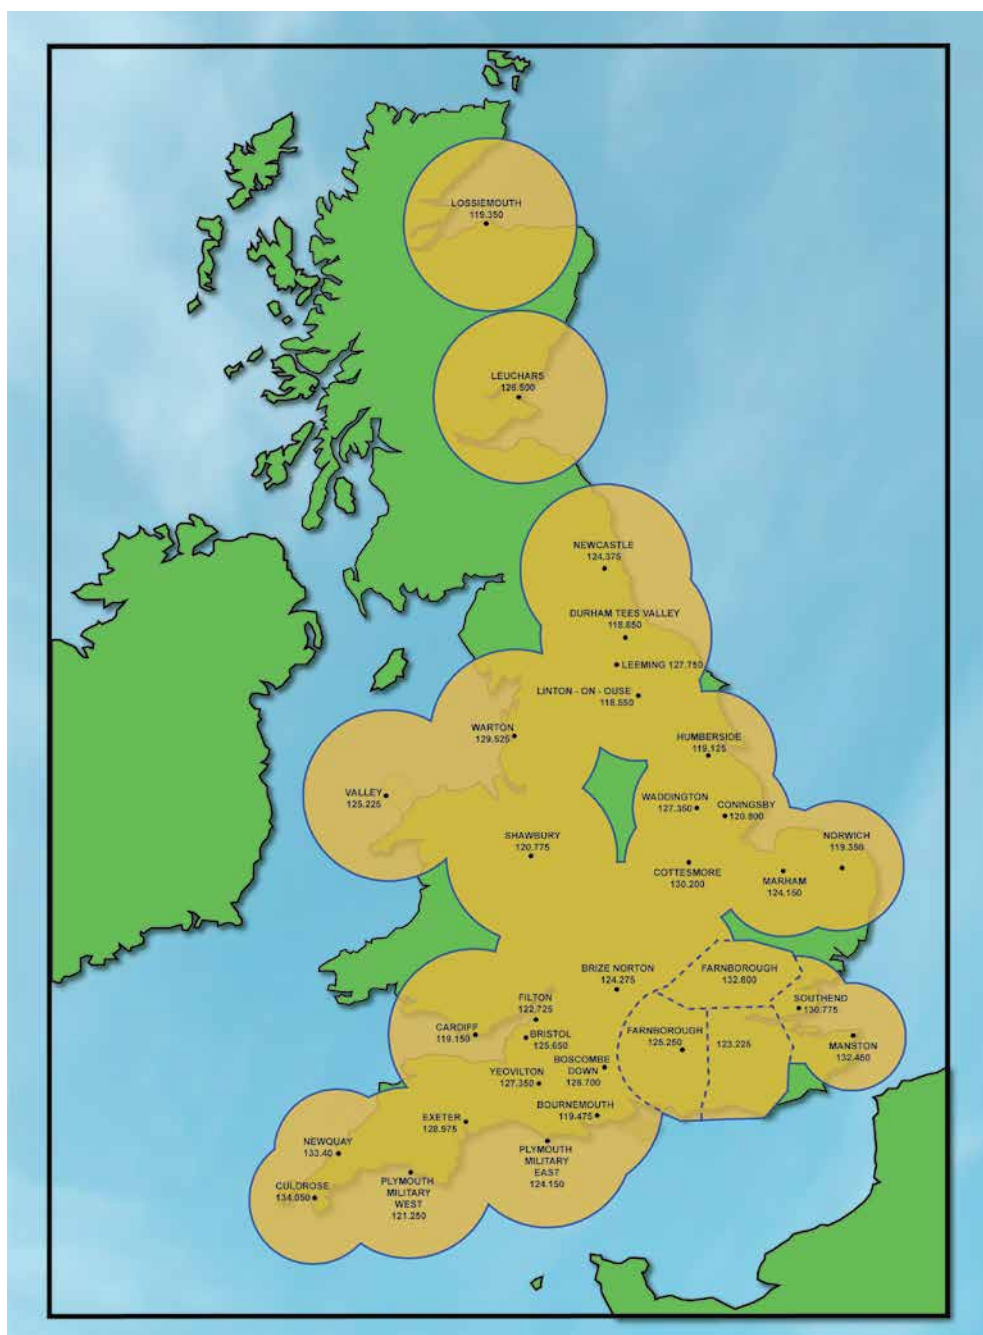 LOSSIEMOUTH
119.350
LEUCHARS
126.500
NEWCASTLE
124.375
DURHAM TEES VALLEY
118.850
LEEMING 127.750
LINTON - ON - OUSE
118.550
WARTON
129.525
HUMBERSIDE
119.125
VALLEY
125.225
WADDINGTON
127.350
CONINGSBY
120.800
SHAWBURY
120.775
NORWICH
119.350
COTTESMORE
130.200
MARHAM
124.150
BRIZE NORTON
124.275
FARNBOROUGH
132.800
SOUTHEND
130.775
FILTON
122.725
CARDIFF
119.150
BRISTOL
125.650
FARNBOROUGH
125.250
123.225
MANSTON
132.450
BOSCOMBE
DOWN
126.700
YEOVILTON
127.350
BOURNEMOUTH
119.475
EXETER
128.975
NEWQUAY
133.40
PLYMOUTH
MILITARY
EAST
124.150
CULDROSE
134.050
PLYMOUTH
MILITARY
WEST
121.250